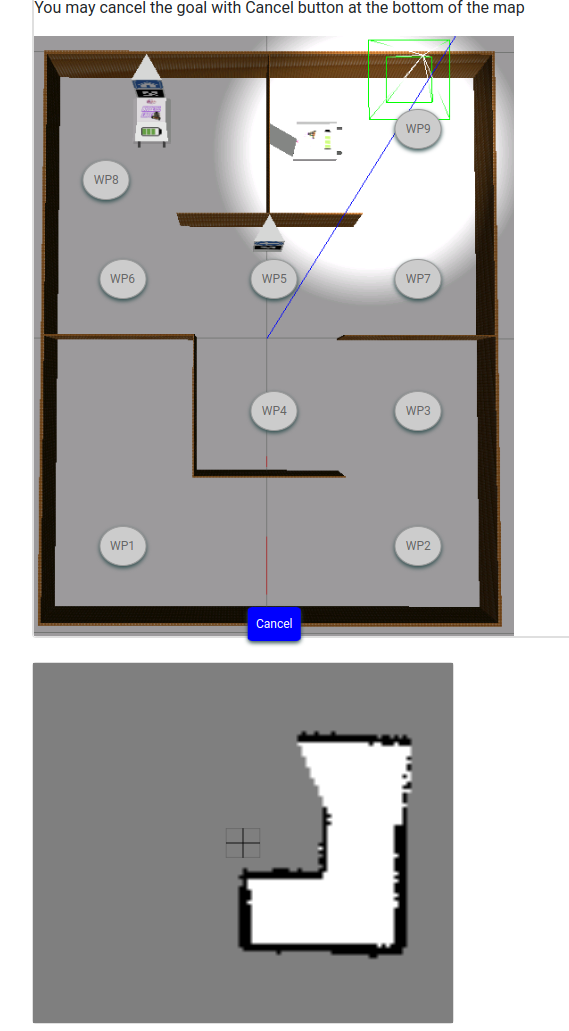 You may cancel the goal with Cancel button at the bottom of the map
WP9
WP8
WP6
WP5
WP7
WP4
WP3
WP1
WP2
Cancel